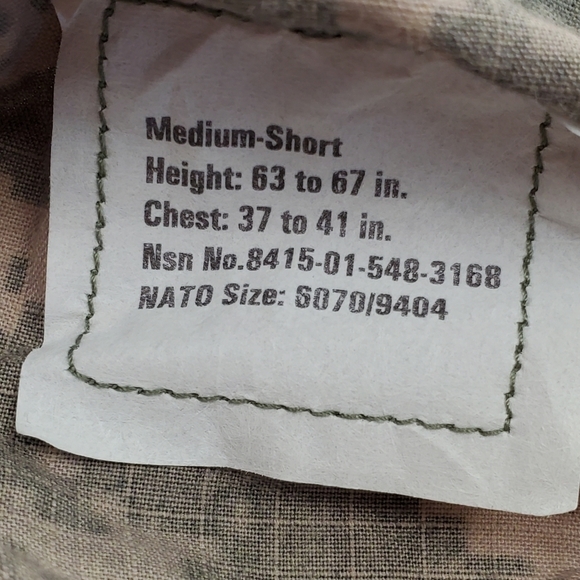 Medium-Short
Height: 63 to 67 in.
Chest: 37 to 41 in.
Nsn No.8415-01-548-3168
NATO Size: 6070/9404